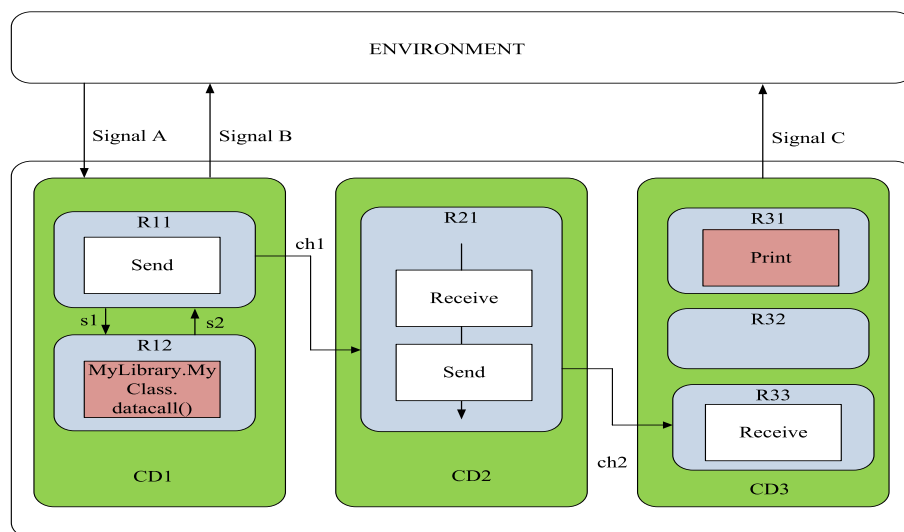 ENVIRONMENT
Signal A
Signal B
Signal C
R11
Send
s1
s2
R12
MyLibrary.My
Class.
datacall()
CD1
ch1
R21
Receive
Send
CD2
ch2
R31
Print
R32
R33
Receive
CD3